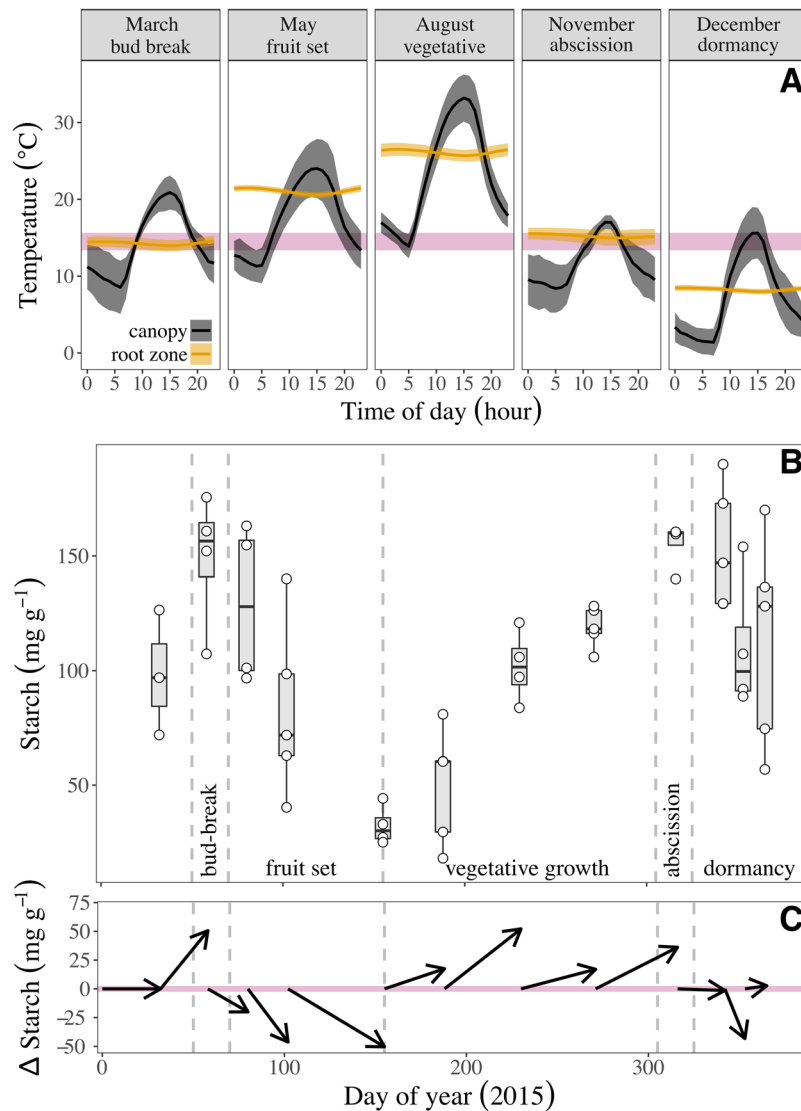 March
bud break
May
fruit set
August
vegetative
November
abscission
December
dormancy
A
Temperature (°C)
30
20
10
0
canopy
root zone
0 5 10 15 20
0 5 10 15 20
0 5 10 15 20
0 5 10 15 20
0 5 10 15 20
Time of day (hour)
B
Starch (mg g⁻¹)
150
100
50
bud-break
fruit set
vegetative growth
abscission
dormancy
C
Δ Starch (mg g⁻¹)
75
50
25
0
−25
−50
0 100 200 300
Day of year (2015)